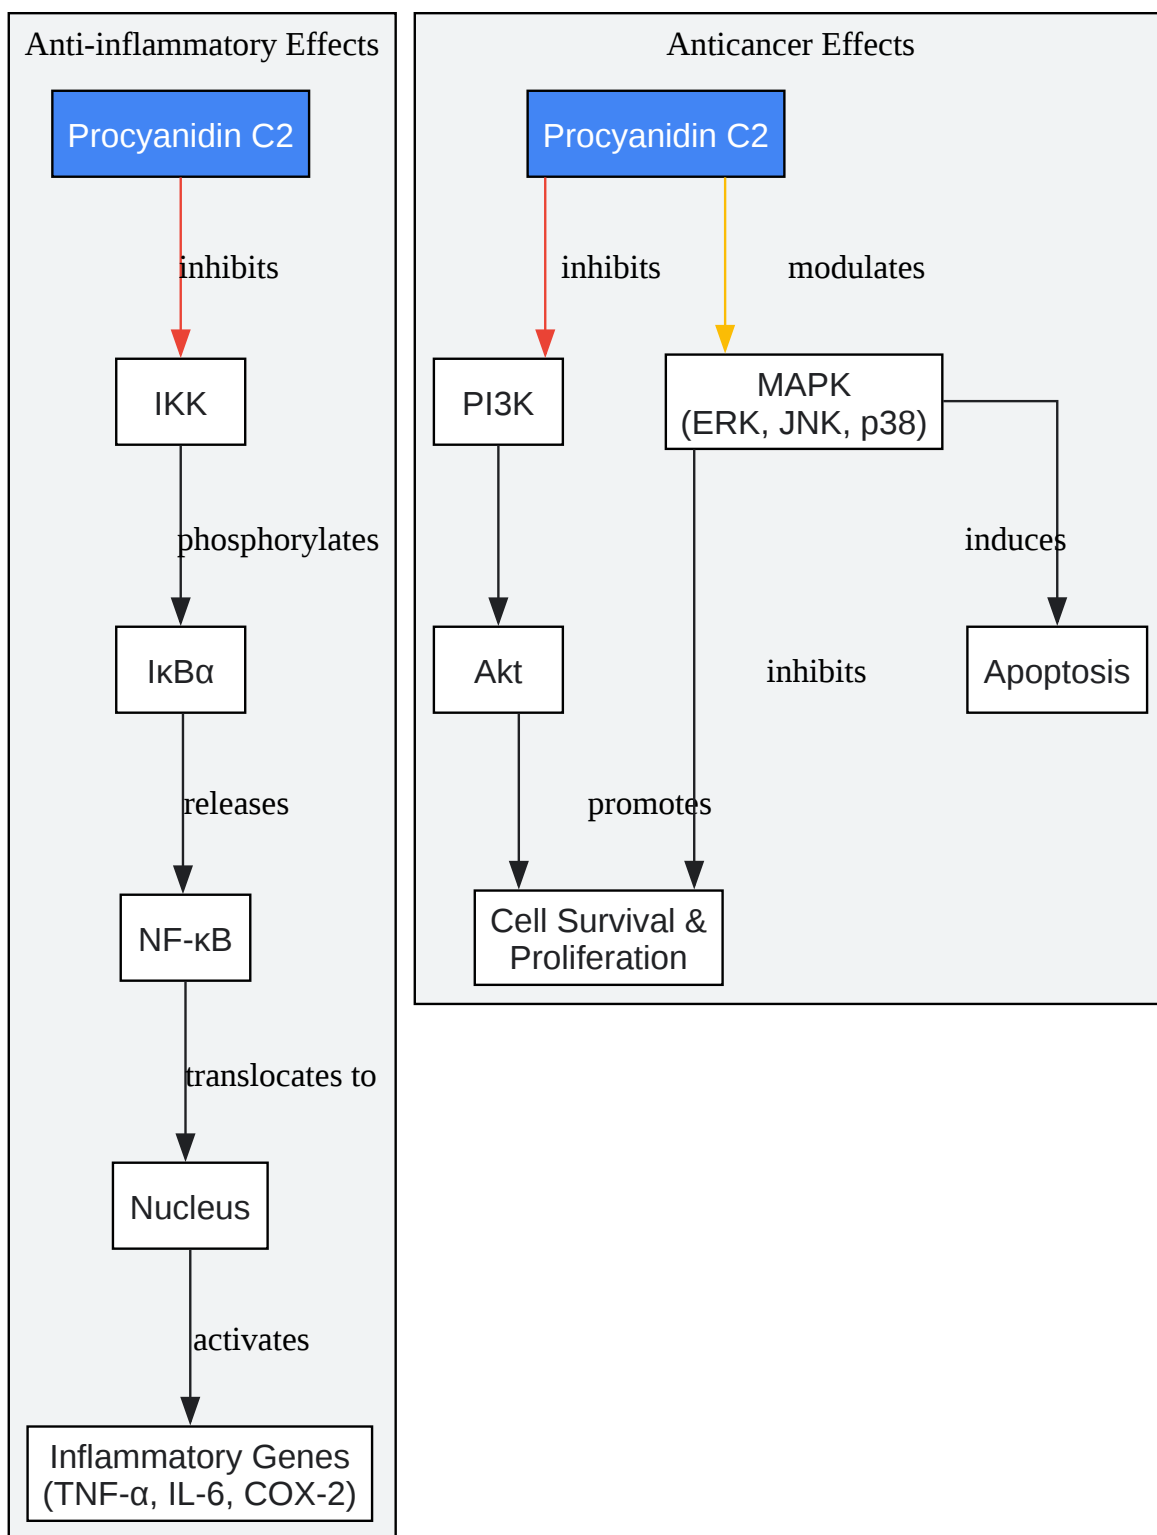 Anti-inflammatory Effects
Procyanidin C2
inhibits
IKK
phosphorylates
IκBα
releases
NF-κB
translocates to
Nucleus
activates
Inflammatory Genes
(TNF-α, IL-6, COX-2)
Anticancer Effects
Procyanidin C2
inhibits
modulates
PI3K
MAPK
(ERK, JNK, p38)
induces
Akt
inhibits
Apoptosis
promotes
Cell Survival &
Proliferation